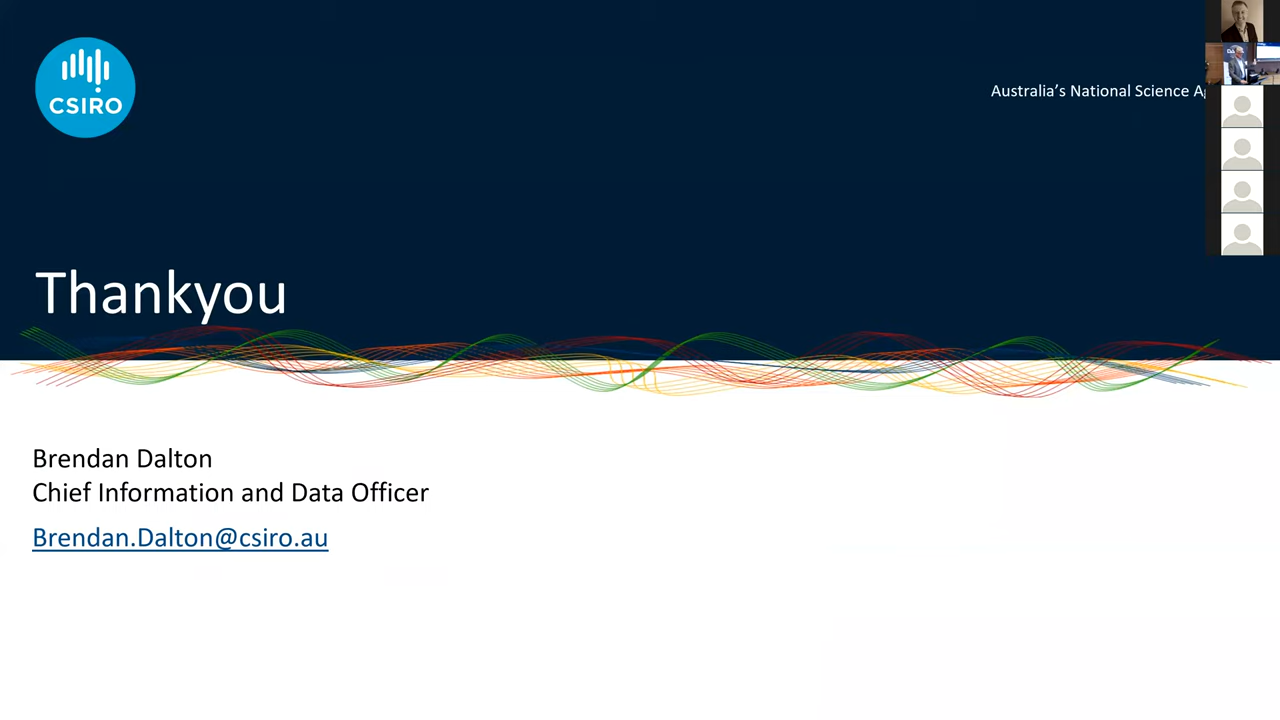 CSIRO
Australia's National Science
Thankyou
Brendan Dalton
Chief Information and Data Officer
Brendan.Dalton@csiro.au